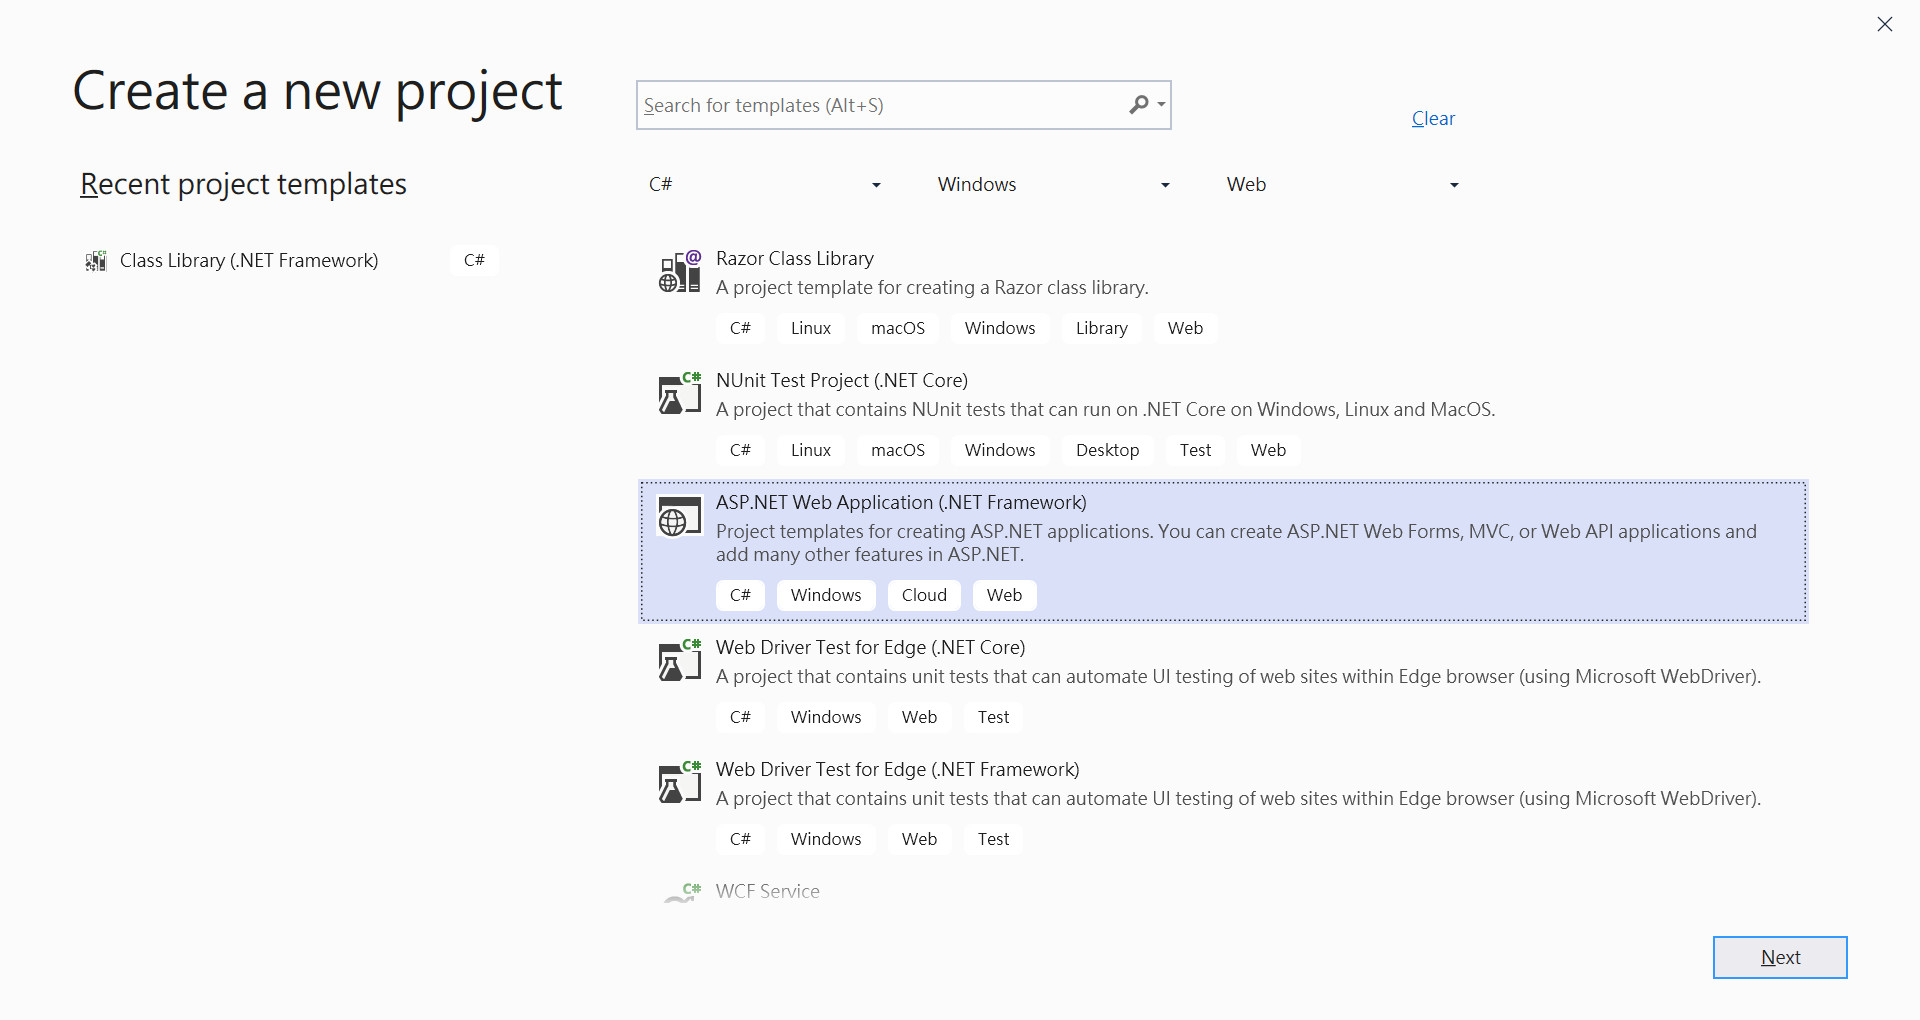 Create a new project
Search for templates (Alt+S)
Clear
Recent project templates
C#
Windows
Web
Class Library (.NET Framework)
C#
Razor Class Library
A project template for creating a Razor class library.
C# Linux macOS Windows Library Web
NUnit Test Project (.NET Core)
A project that contains NUnit tests that can run on .NET Core on Windows, Linux and MacOS.
C# Linux macOS Windows Desktop Test Web
ASP.NET Web Application (.NET Framework)
Project templates for creating ASP.NET applications. You can create ASP.NET Web Forms, MVC, or Web API applications and
add many other features in ASP.NET.
C# Windows Cloud Web
Web Driver Test for Edge (.NET Core)
A project that contains unit tests that can automate UI testing of web sites within Edge browser (using Microsoft WebDriver).
C# Windows Web Test
Web Driver Test for Edge (.NET Framework)
A project that contains unit tests that can automate UI testing of web sites within Edge browser (using Microsoft WebDriver).
C# Windows Web Test
WCF Service
Next